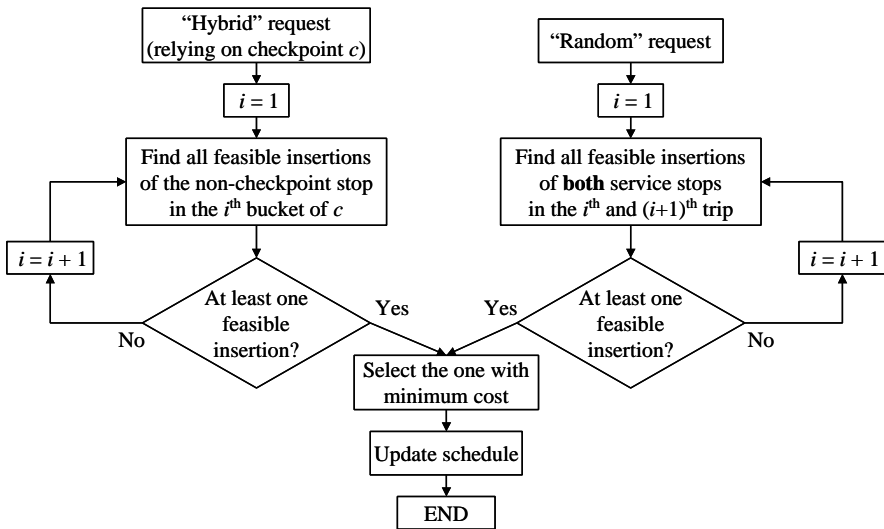 “Hybrid” request
(relying on checkpoint c)
i = 1
Find all feasible insertions
of the non-checkpoint stop
in the ith bucket of c
i = i + 1
At least one
feasible
insertion?
No
Yes
“Random” request
i = 1
Find all feasible insertions
of both service stops
in the ith and (i+1)th trip
i = i + 1
At least one
feasible
insertion?
Yes
No
Select the one with
minimum cost
Update schedule
END